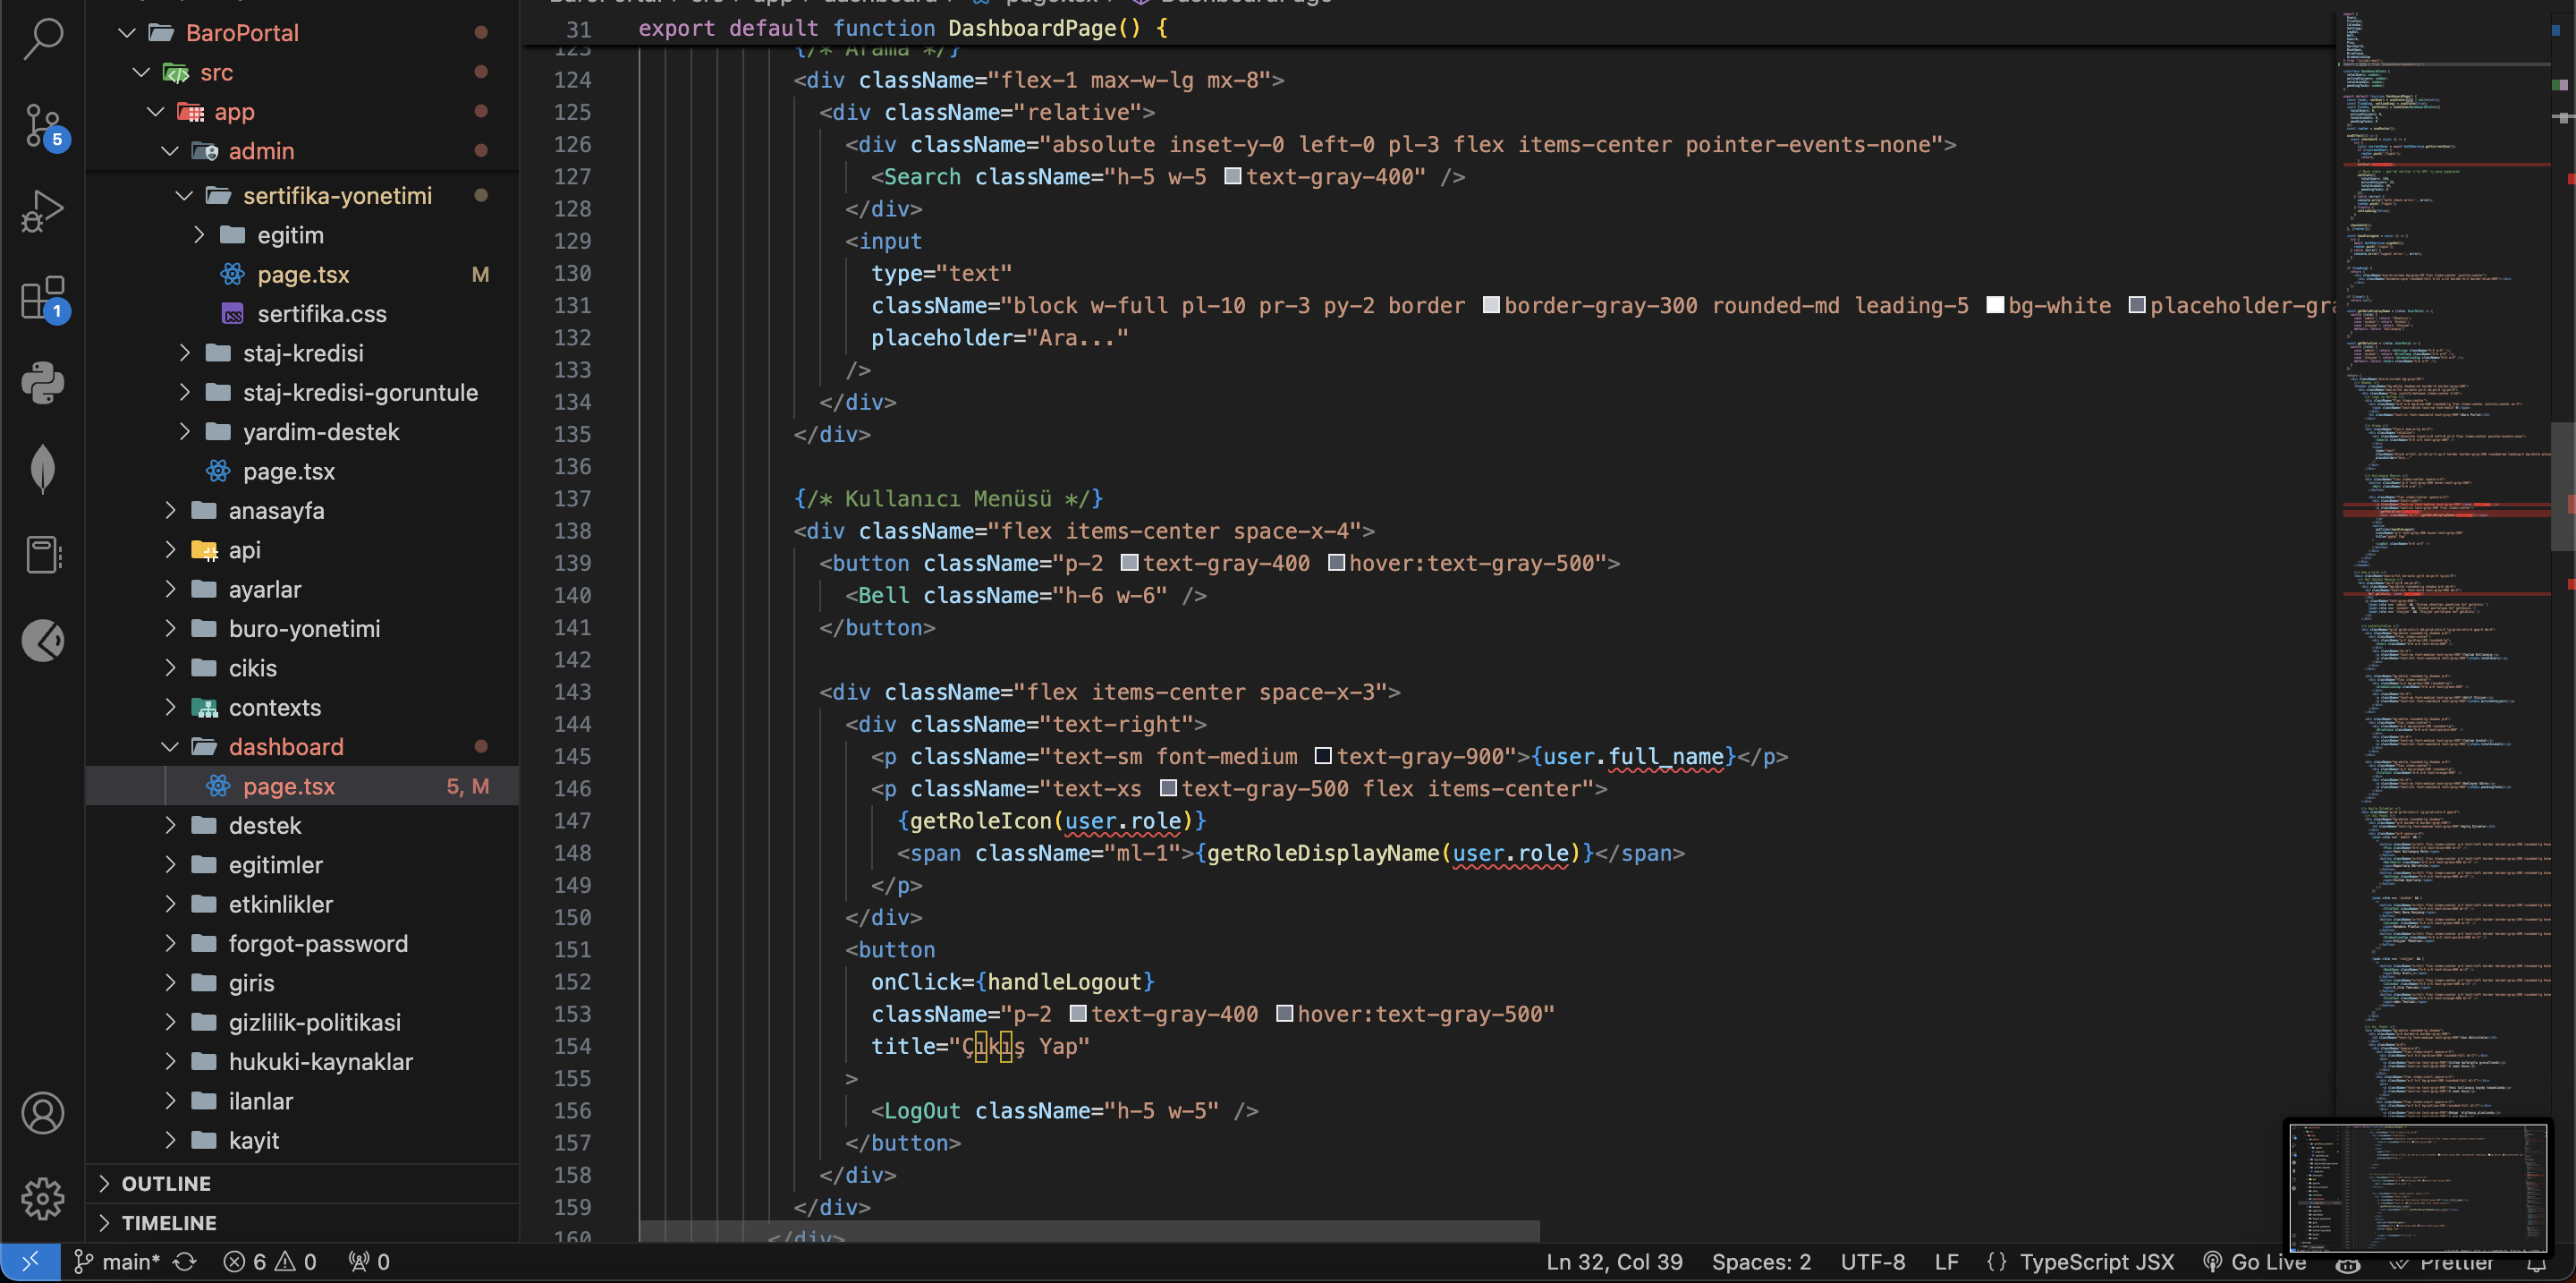 BaroPortal
src
app
admin
sertifika-yonetimi
egitim
page.tsx M
sertifika.css
staj-kredisi
staj-kredisi-goruntule
yardim-destek
page.tsx
anasayfa
api
ayarlar
buro-yonetimi
cikis
contexts
dashboard
page.tsx 5, M
destek
egitimler
etkinlikler
forgot-password
giris
gizlilik-politikasi
hukuki-kaynaklar
ilanlar
kayit
OUTLINE
TIMELINE
5
1
31 export default function DashboardPage() {
123 {/* Arama */}
124 <div className="flex-1 max-w-lg mx-8">
125 <div className="relative">
126 <div className="absolute inset-y-0 left-0 pl-3 flex items-center pointer-events-none">
127 <Search className="h-5 w-5 text-gray-400" />
128 </div>
129 <input
130 type="text"
131 className="block w-full pl-10 pr-3 py-2 border border-gray-300 rounded-md leading-5 bg-white placeholder-gra
132 placeholder="Ara..."
133 />
134 </div>
135 </div>
136
137 {/* Kullanıcı Menüsü */}
138 <div className="flex items-center space-x-4">
139 <button className="p-2 text-gray-400 hover:text-gray-500">
140 <Bell className="h-6 w-6" />
141 </button>
142
143 <div className="flex items-center space-x-3">
144 <div className="text-right">
145 <p className="text-sm font-medium text-gray-900">{user.full_name}</p>
146 <p className="text-xs text-gray-500 flex items-center">
147 {getRoleIcon(user.role)}
148 <span className="ml-1">{getRoleDisplayName(user.role)}</span>
149 </p>
150 </div>
151 <button
152 onClick={handleLogout}
153 className="p-2 text-gray-400 hover:text-gray-500"
154 title="Çıkış Yap"
155 >
156 <LogOut className="h-5 w-5" />
157 </button>
158 </div>
159 </div>
160 </div>
main* 6 0 0 Ln 32, Col 39 Spaces: 2 UTF-8 LF {} TypeScript JSX Go Live Prettier